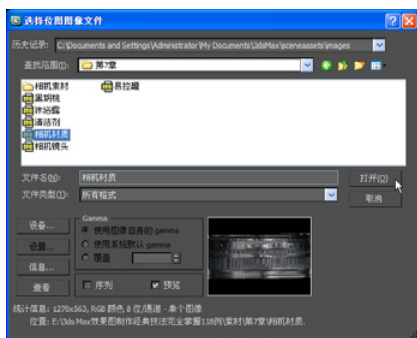 选择位图图像文件
历史记录: C:\Documents and Settings\Administrator\My Documents\3dsMax\sceneassets\images
查找范围(I): 第7章
相机素材 易拉罐
黑胡桃
沐浴露
清洁剂
相机材质
相机镜头
文件名(N): 相机材质 打开(O)
文件类型(T): 所有格式 取消
设备... Gamma
使用图像自身的 gamma
设置... 使用系统默认 gamma
覆盖
信息...
查看 序列 预览
统计信息: 1270x563, RGB 颜色 8 位/通道 - 单个图像
位置: E:\3ds Max效果图制作经典技法完全掌握118例\素材\第7章\相机材质.